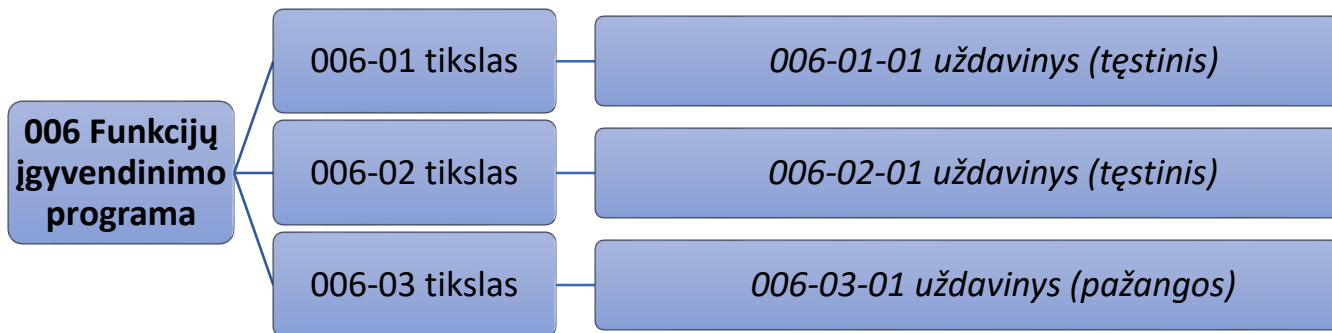 006-01 tikslas
006-01-01 uždavinys (tęstinis)
006 Funkcijų
įgyvendinimo
programa
006-02 tikslas
006-02-01 uždavinys (tęstinis)
006-03 tikslas
006-03-01 uždavinys (pažangos)